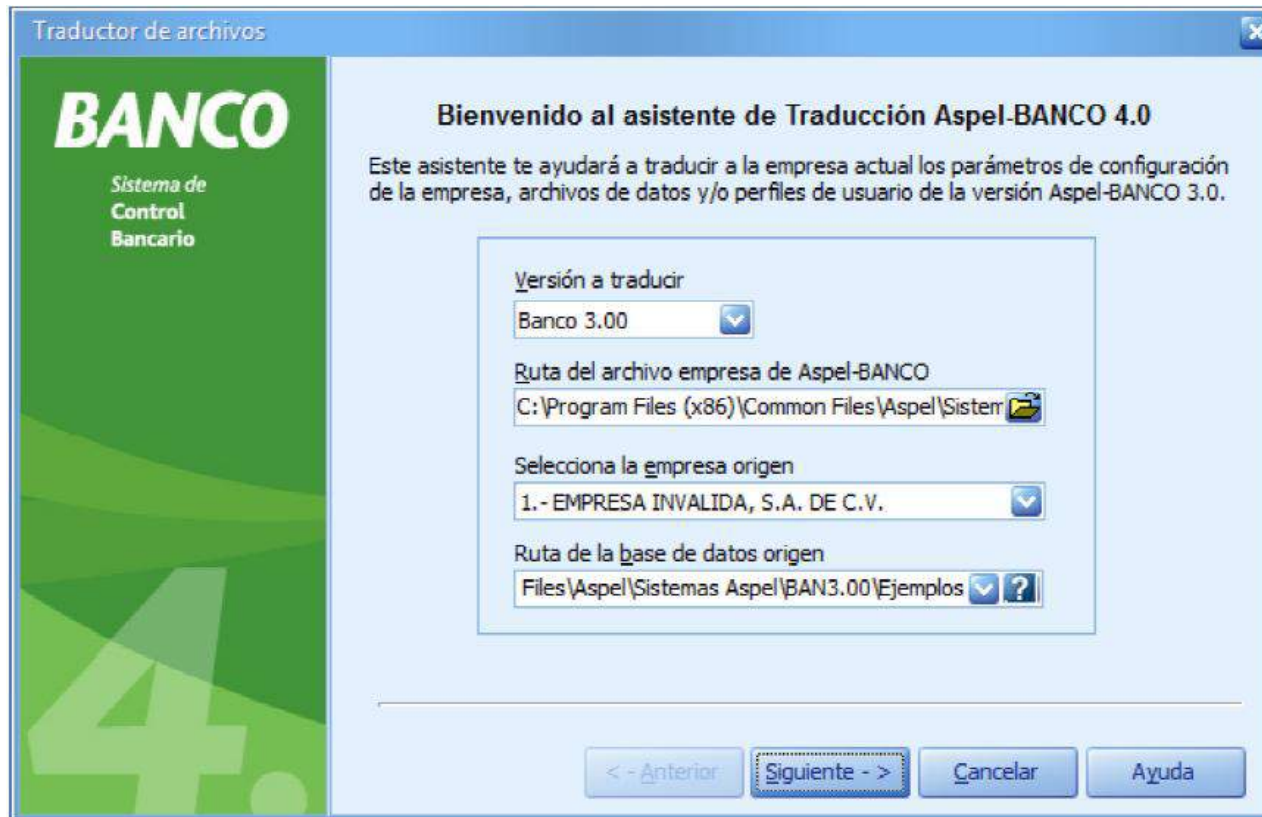 Traductor de archivos
BANCO
Sistema de
Control
Bancario
4.
Bienvenido al asistente de Traducción Aspel-BANCO 4.0
Este asistente te ayudará a traducir a la empresa actual los parámetros de configuración
de la empresa, archivos de datos y/o perfiles de usuario de la versión Aspel-BANCO 3.0.
Versión a traducir
Banco 3.00
Ruta del archivo empresa de Aspel-BANCO
C:\Program Files (x86)\Common Files\Aspel\Sistem
Selecciona la empresa origen
1.- EMPRESA INVALIDA, S.A. DE C.V.
Ruta de la base de datos origen
Files\Aspel\Sistemas Aspel\BAN3.00\Ejemplos ?
< - Anterior Siguiente - > Cancelar Ayuda